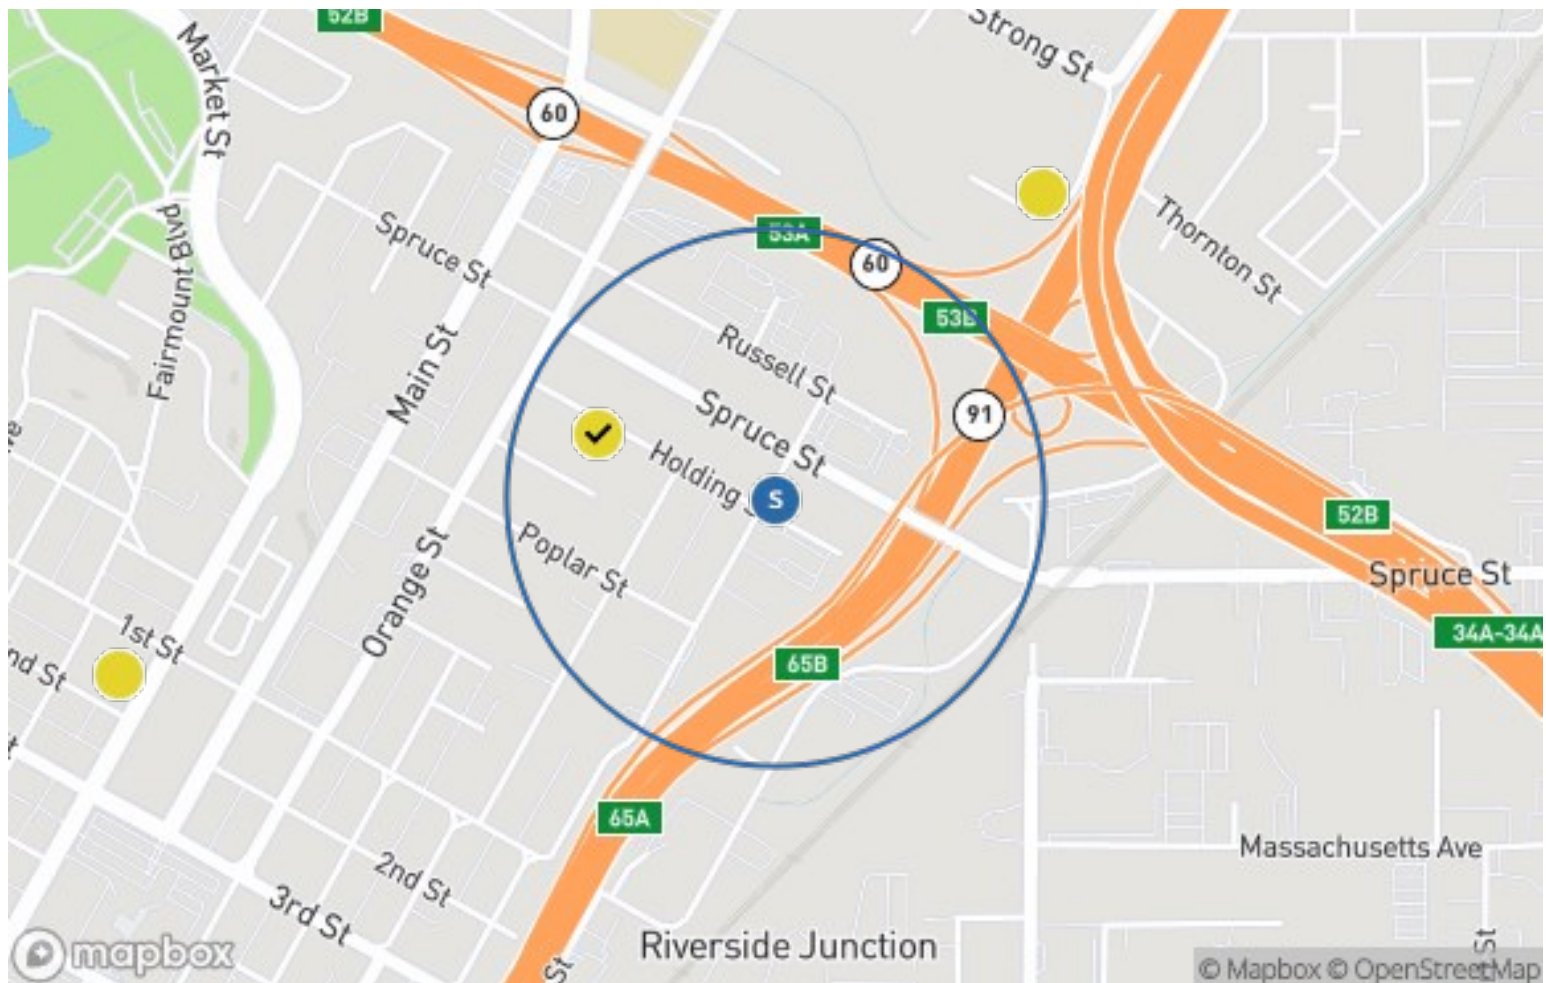 52B
Market St
Strong St
60
Thornton St
Spruce St
Fairmount Blvd
53A
60
53B
Main St
Russell St
Spruce St
91
Holding
S
52B
Poplar St
Orange St
Spruce St
1st St
nd St
65B
34A-34A
65A
Massachusetts Ave
2nd St
3rd St
Riverside Junction
St
St
mapbox
© Mapbox © OpenStreetMap